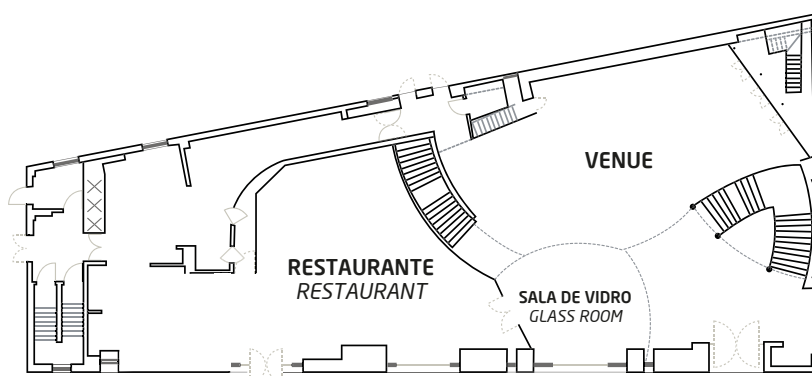 VENUE
RESTAURANTE
RESTAURANT
SALA DE VIDRO
GLASS ROOM